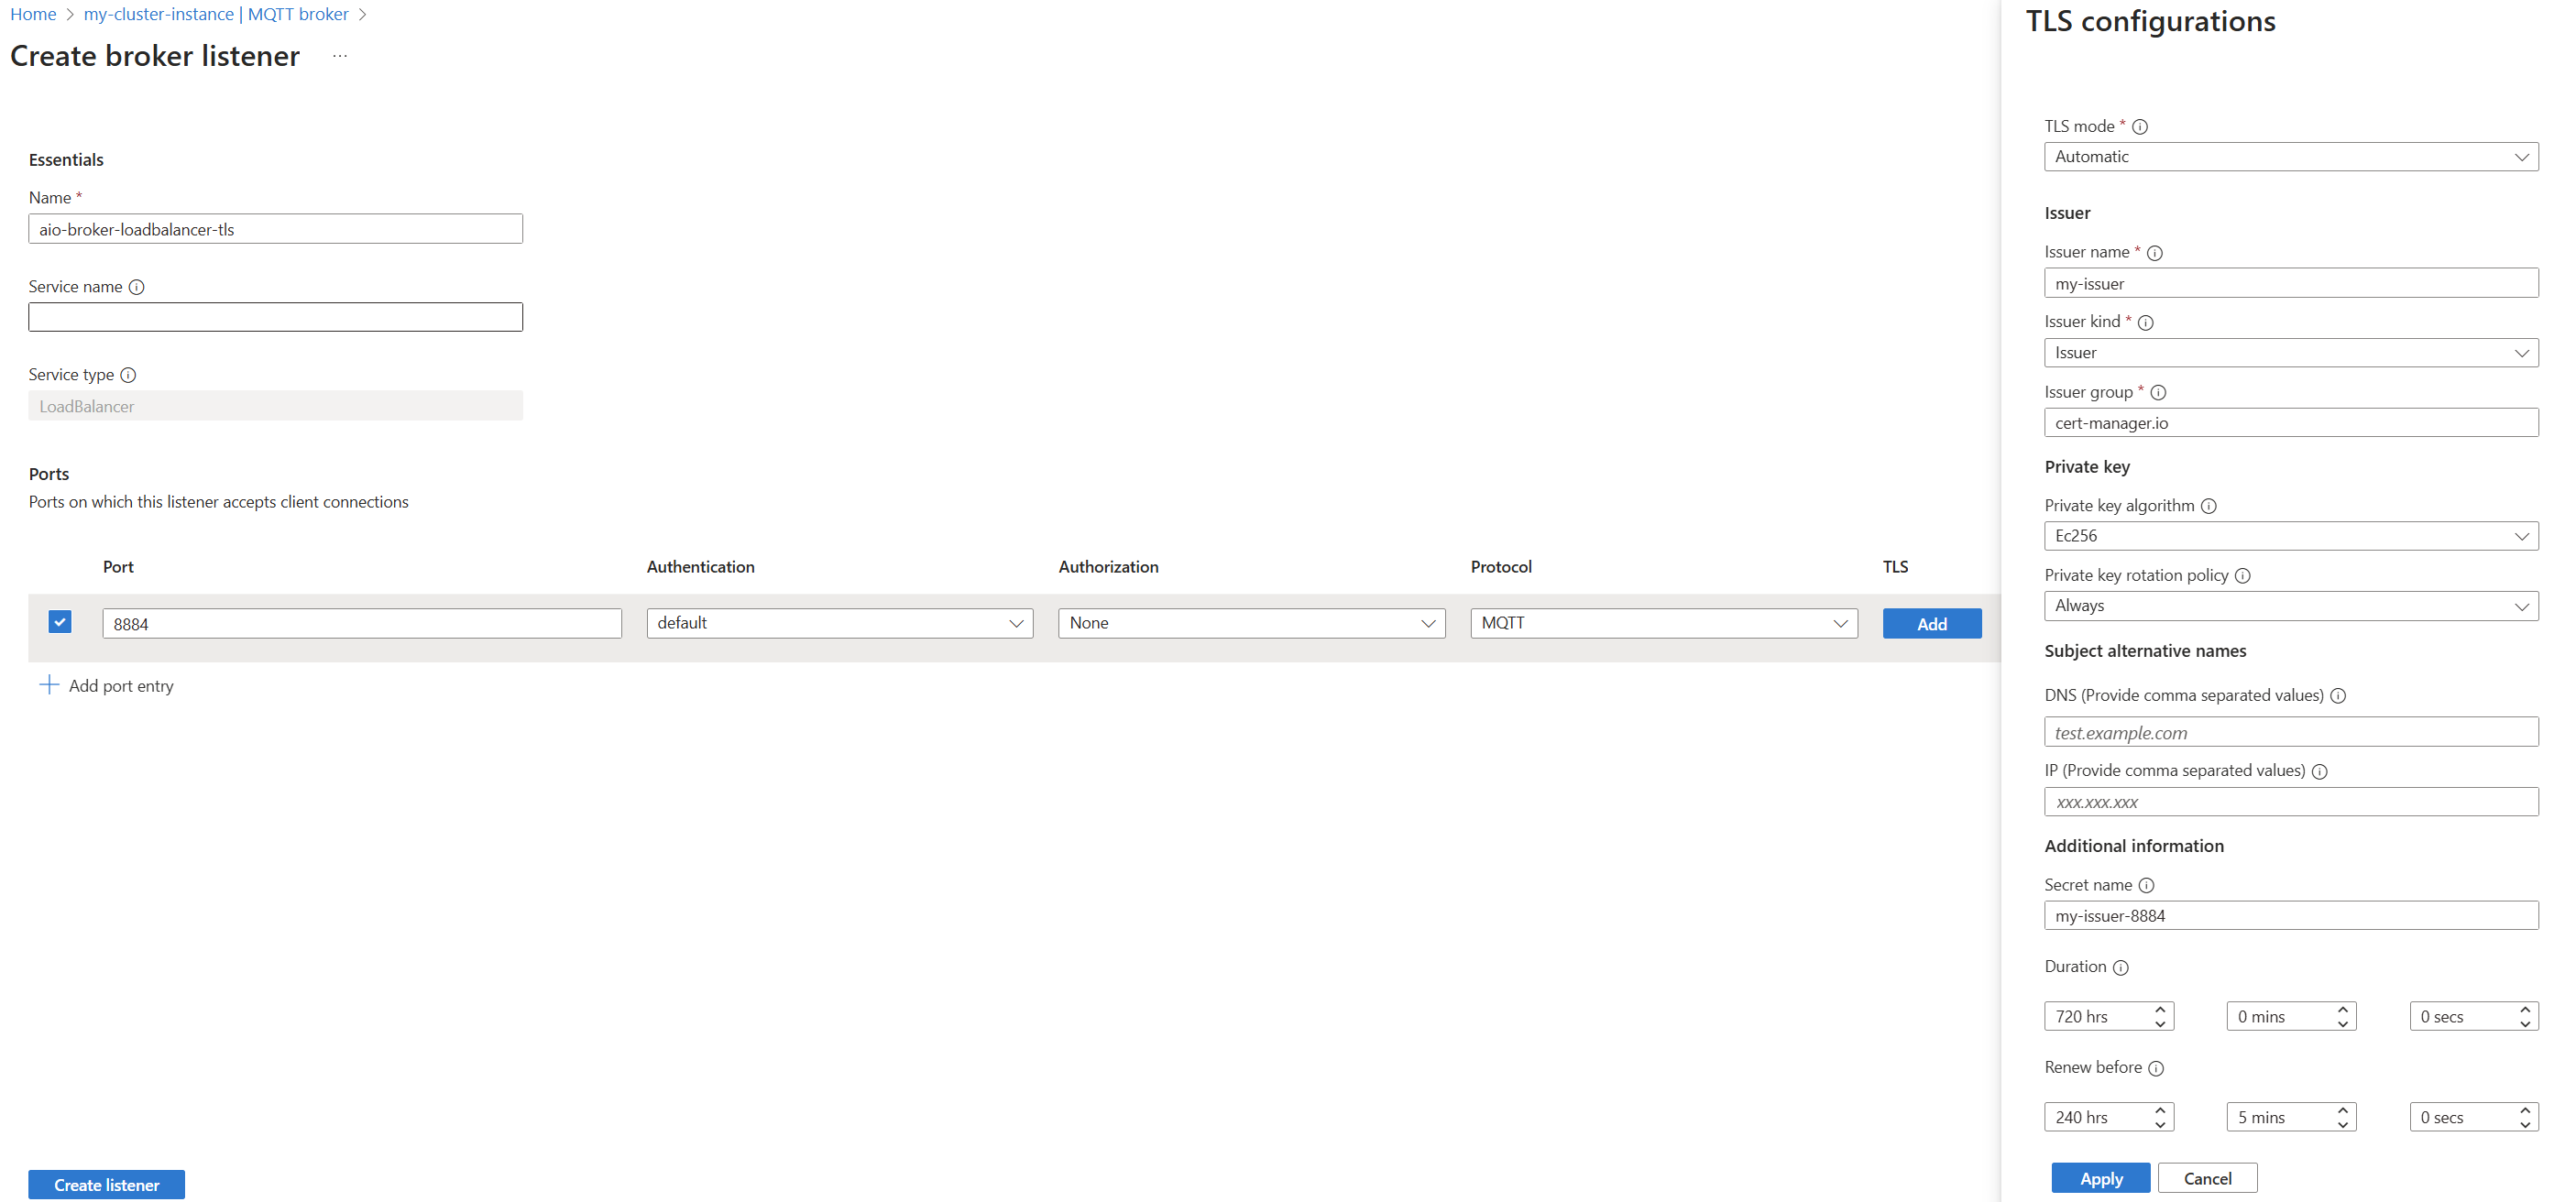 Home > my-cluster-instance | MQTT broker >
Create broker listener ...
Essentials
Name *
aio-broker-loadbalancer-tls
Service name
Service type
LoadBalancer
Ports
Ports on which this listener accepts client connections
Port Authentication Authorization Protocol TLS
8884 default None MQTT Add
Add port entry
Create listener
TLS configurations
TLS mode *
Automatic
Issuer
Issuer name *
my-issuer
Issuer kind *
Issuer
Issuer group *
cert-manager.io
Private key
Private key algorithm
Ec256
Private key rotation policy
Always
Subject alternative names
DNS (Provide comma separated values)
test.example.com
IP (Provide comma separated values)
xxx.xxx.xxx
Additional information
Secret name
my-issuer-8884
Duration
720 hrs 0 mins 0 secs
Renew before
240 hrs 5 mins 0 secs
Apply Cancel